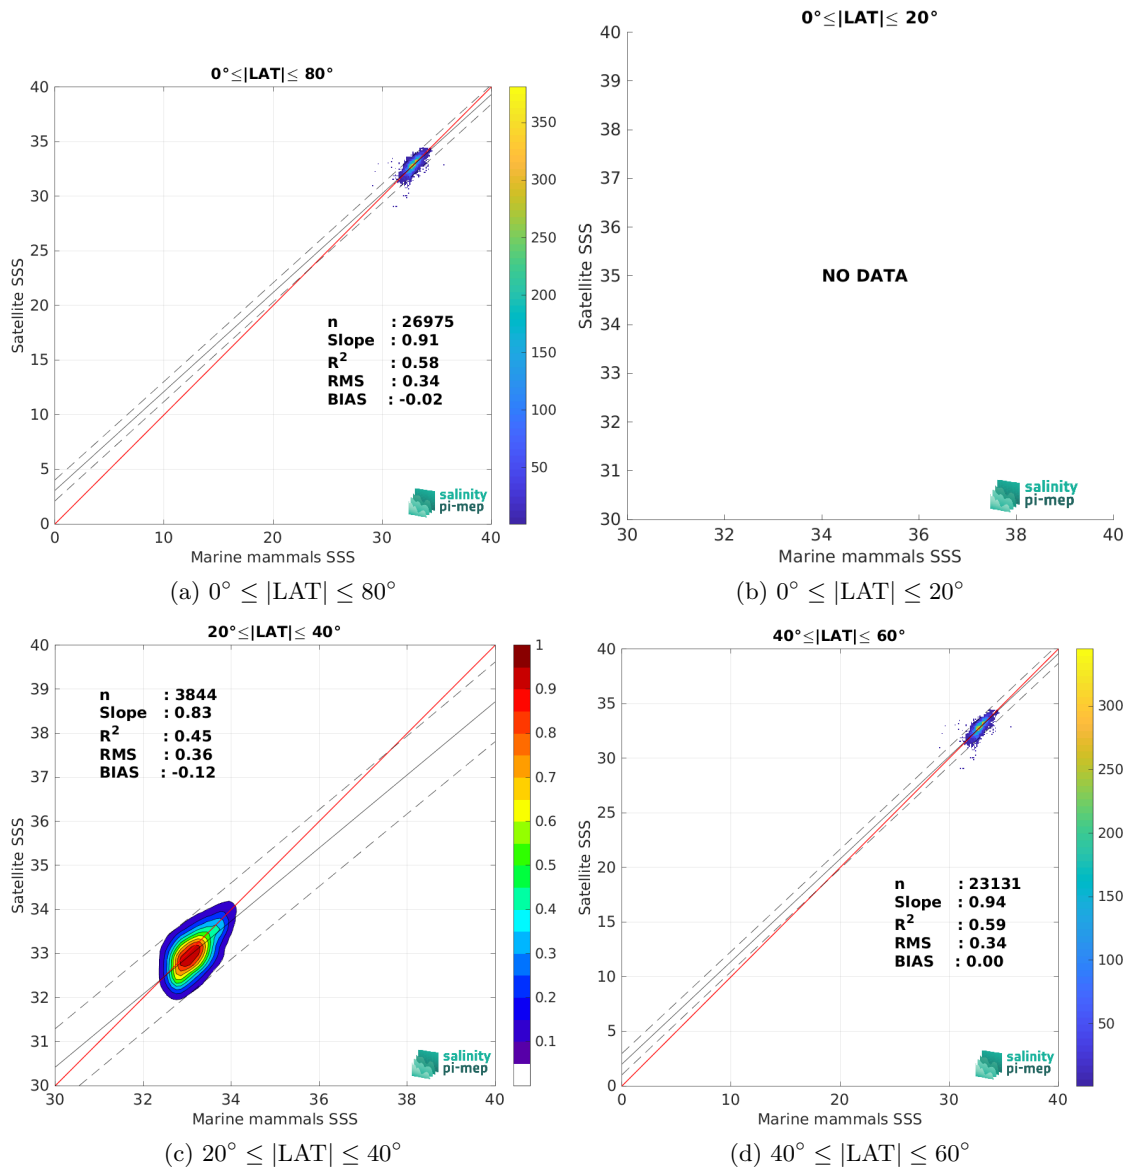 0°≤|LAT|≤ 80°
40
35
30
25
20
15
10
5
0
0
10
20
30
40
350
300
250
200
150
100
50
Satellite SSS
Marine mammals SSS
n : 26975
Slope : 0.91
R2 : 0.58
RMS : 0.34
BIAS : -0.02
salinity
pi-mep
(a) 0° ≤ |LAT| ≤ 80°
0°≤|LAT|≤ 20°
40
39
38
37
36
35
34
33
32
31
30
30
32
34
36
38
40
Satellite SSS
Marine mammals SSS
NO DATA
salinity
pi-mep
(b) 0° ≤ |LAT| ≤ 20°
20°≤|LAT|≤ 40°
40
39
38
37
36
35
34
33
32
31
30
30
32
34
36
38
40
1
0.9
0.8
0.7
0.6
0.5
0.4
0.3
0.2
0.1
Satellite SSS
Marine mammals SSS
n : 3844
Slope : 0.83
R2 : 0.45
RMS : 0.36
BIAS : -0.12
salinity
pi-mep
(c) 20° ≤ |LAT| ≤ 40°
40°≤|LAT|≤ 60°
40
35
30
25
20
15
10
5
0
0
10
20
30
40
300
250
200
150
100
50
Satellite SSS
Marine mammals SSS
n : 23131
Slope : 0.94
R2 : 0.59
RMS : 0.34
BIAS : 0.00
salinity
pi-mep
(d) 40° ≤ |LAT| ≤ 60°